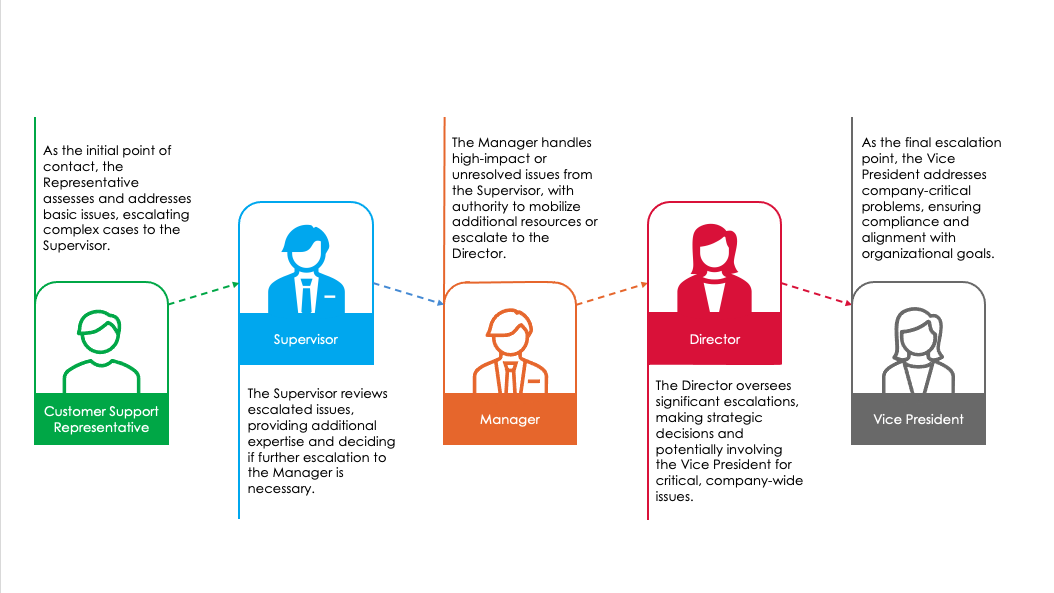 As the initial point of
contact, the
Representative
assesses and addresses
basic issues, escalating
complex cases to the
Supervisor.
Customer Support
Representative
Supervisor
The Supervisor reviews
escalated issues,
providing additional
expertise and deciding
if further escalation to
the Manager is
necessary.
The Manager handles
high-impact or
unresolved issues from
the Supervisor, with
authority to mobilize
additional resources or
escalate to the
Director.
Manager
Director
The Director oversees
significant escalations,
making strategic
decisions and
potentially involving
the Vice President for
critical, company-wide
issues.
As the final escalation
point, the Vice
President addresses
company-critical
problems, ensuring
compliance and
alignment with
organizational goals.
Vice President